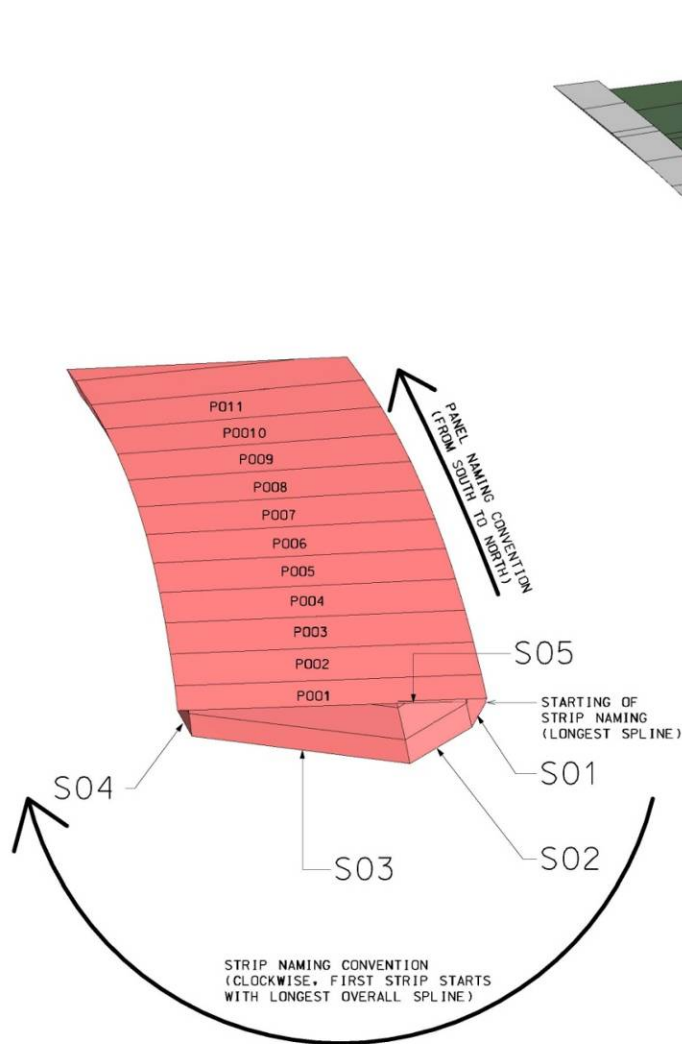 P011
P0010
P009
P008
P007
P006
P005
P004
P003
P002
P001
PANEL NAMING CONVENTION
(FROM SOUTH TO NORTH)
S05
STARTING OF
STRIP NAMING
(LONGEST SPLINE)
S01
S04
S02
S03
STRIP NAMING CONVENTION
(CLOCKWISE, FIRST STRIP STARTS
WITH LONGEST OVERALL SPLINE)